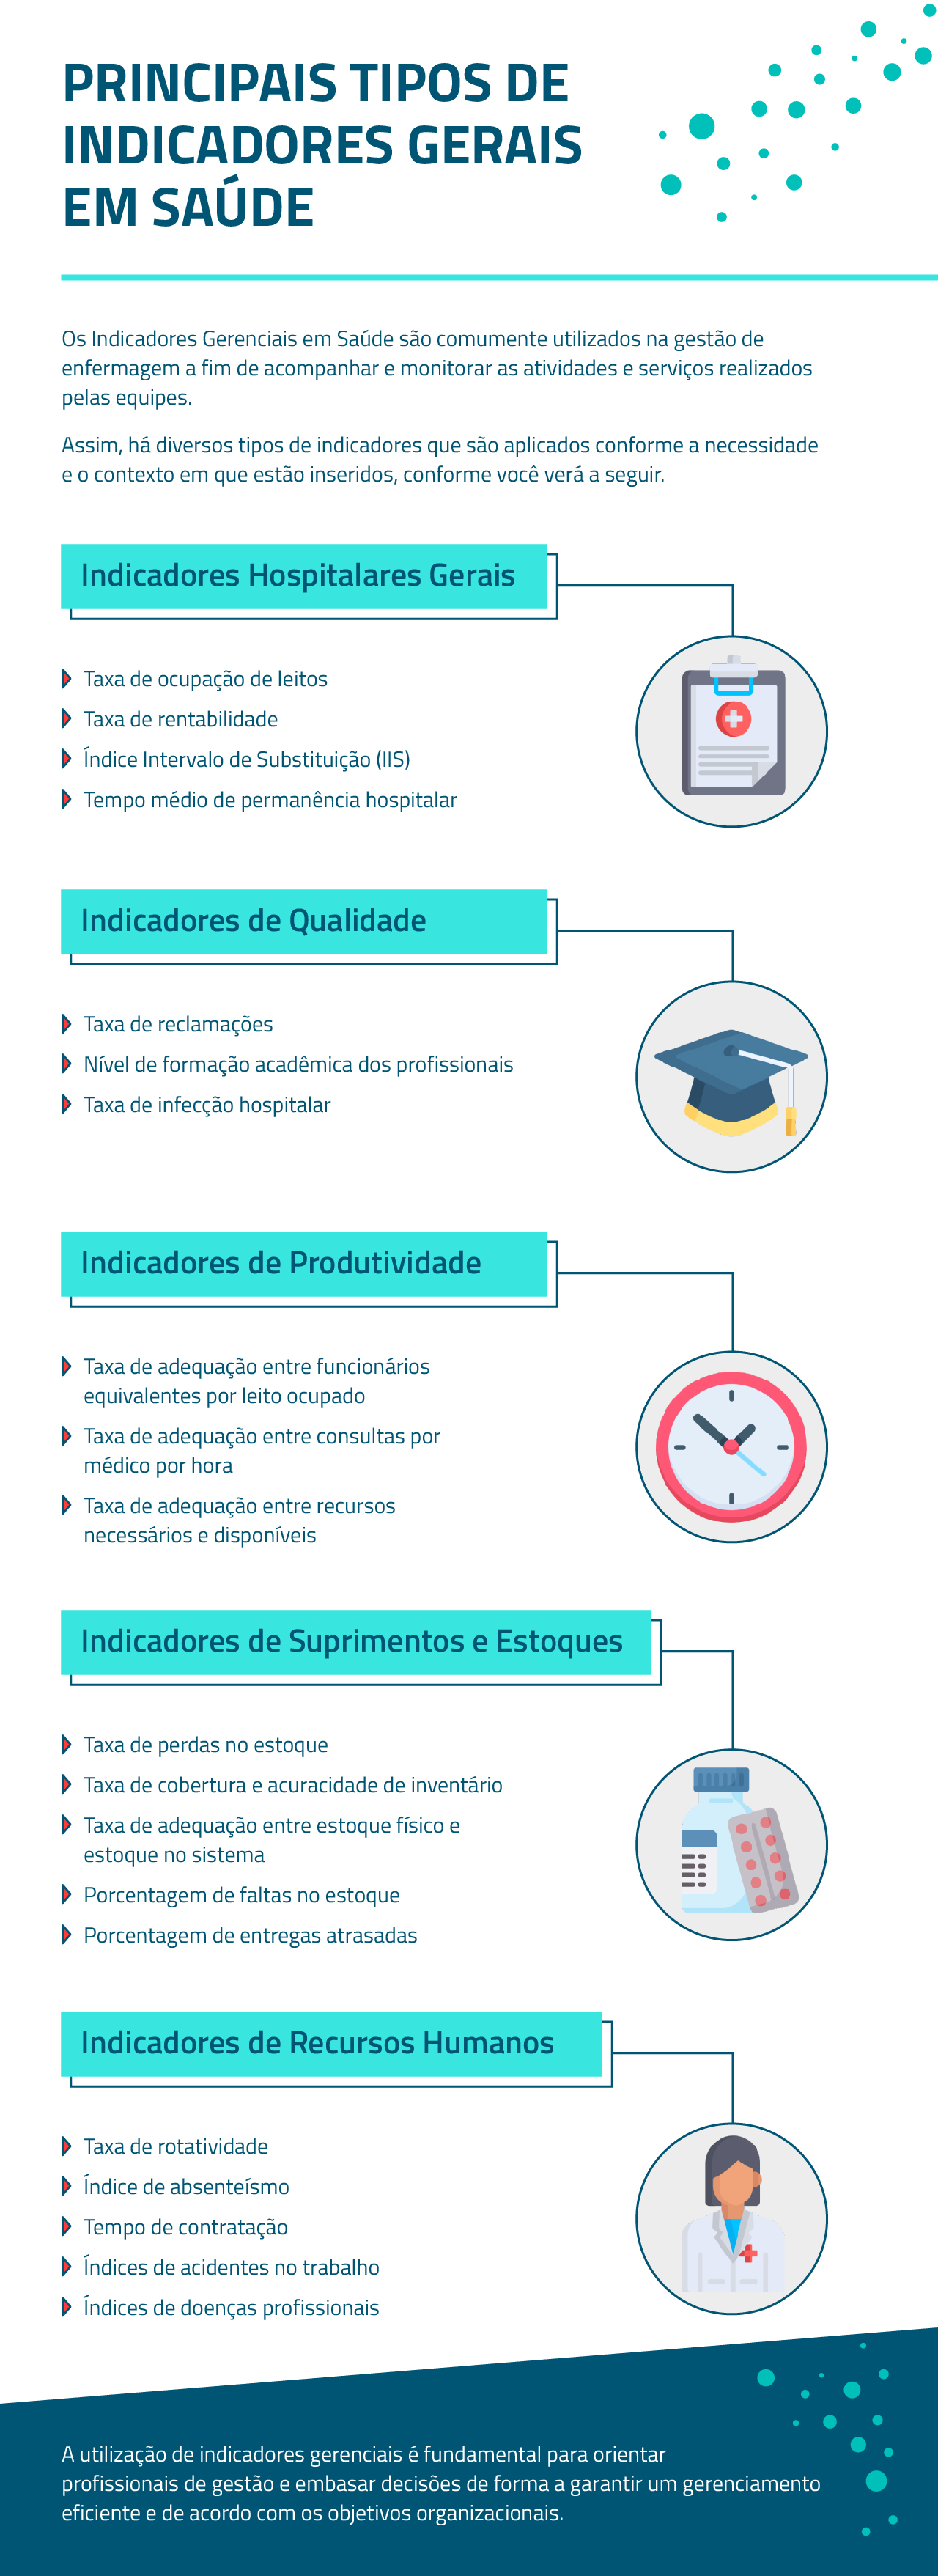 PRINCIPAIS TIPOS DE
INDICADORES GERAIS
EM SAÚDE
Os Indicadores Gerenciais em Saúde são comumente utilizados na gestão de
enfermagem a fim de acompanhar e monitorar as atividades e serviços realizados
pelas equipes.
Assim, há diversos tipos de indicadores que são aplicados conforme a necessidade
e o contexto em que estão inseridos, conforme você verá a seguir.
Indicadores Hospitalares Gerais
Taxa de ocupação de leitos
Taxa de rentabilidade
Índice Intervalo de Substituição (IIS)
Tempo médio de permanência hospitalar
Indicadores de Qualidade
Taxa de reclamações
Nível de formação acadêmica dos profissionais
Taxa de infecção hospitalar
Indicadores de Produtividade
Taxa de adequação entre funcionários
equivalentes por leito ocupado
Taxa de adequação entre consultas por
médico por hora
Taxa de adequação entre recursos
necessários e disponíveis
Indicadores de Suprimentos e Estoques
Taxa de perdas no estoque
Taxa de cobertura e acuracidade de inventário
Taxa de adequação entre estoque físico e
estoque no sistema
Porcentagem de faltas no estoque
Porcentagem de entregas atrasadas
Indicadores de Recursos Humanos
Taxa de rotatividade
Índice de absenteísmo
Tempo de contratação
Índices de acidentes no trabalho
Índices de doenças profissionais
A utilização de indicadores gerenciais é fundamental para orientar
profissionais de gestão e embasar decisões de forma a garantir um gerenciamento
eficiente e de acordo com os objetivos organizacionais.